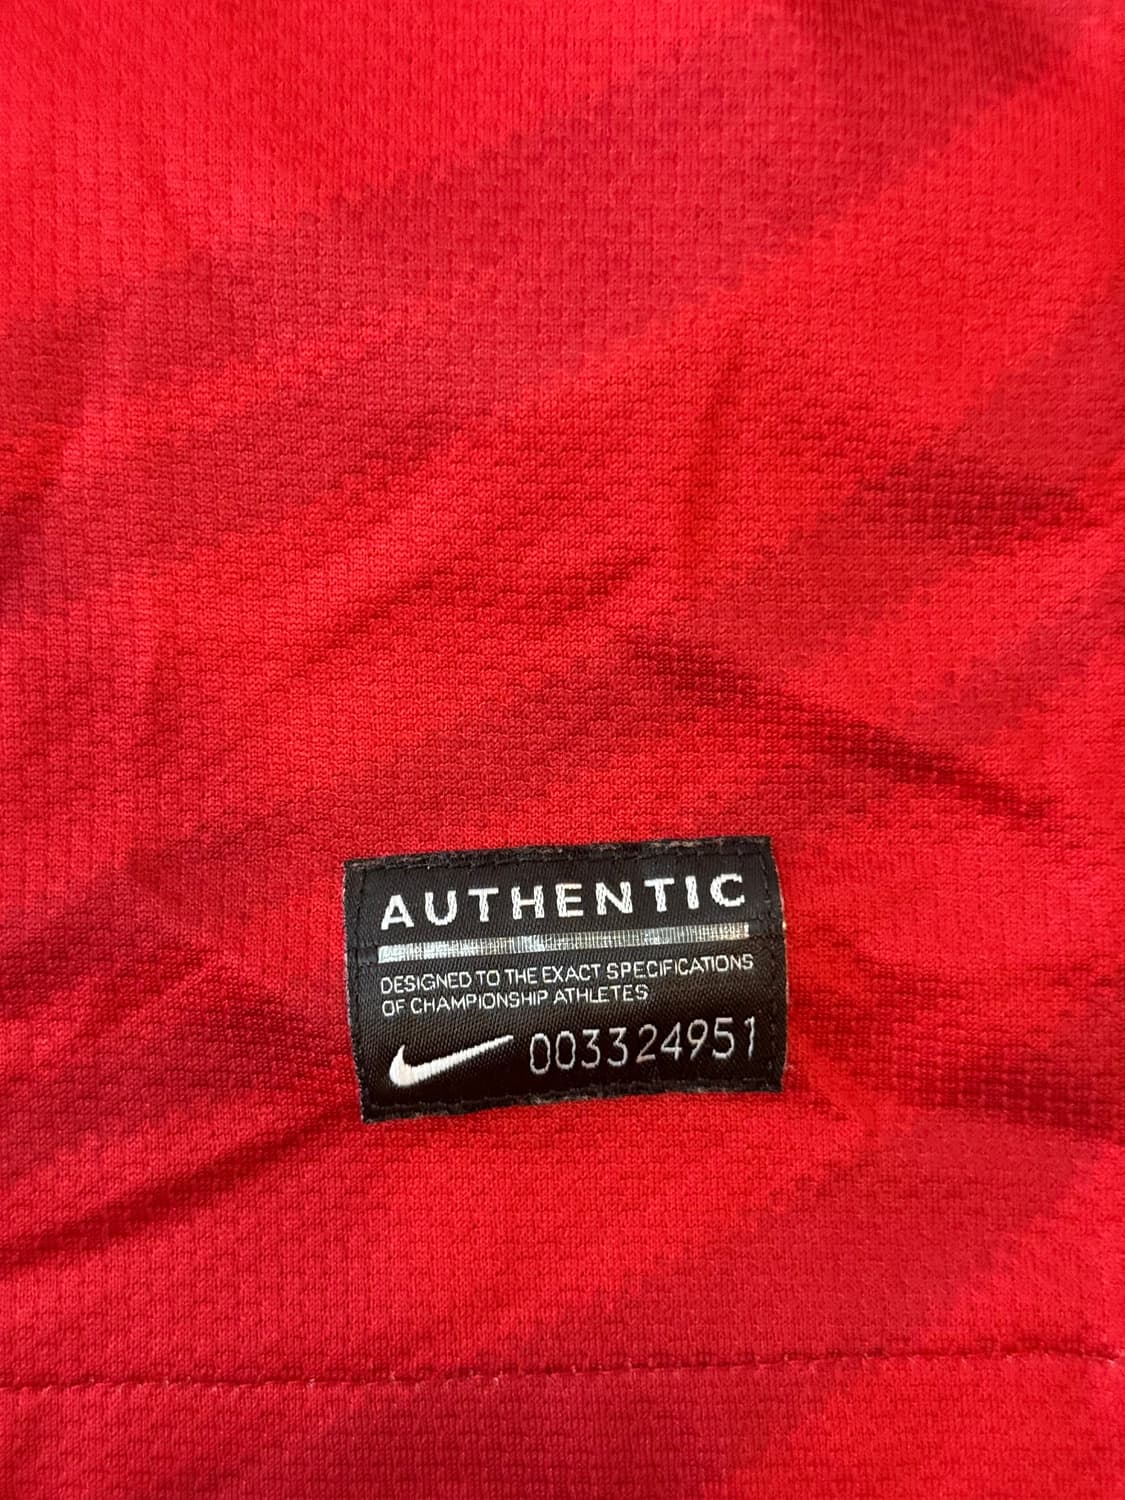 AUTHENTIC
DESIGNED TO THE EXACT SPECIFICATIONS
OF CHAMPIONSHIP ATHLETES
003324951